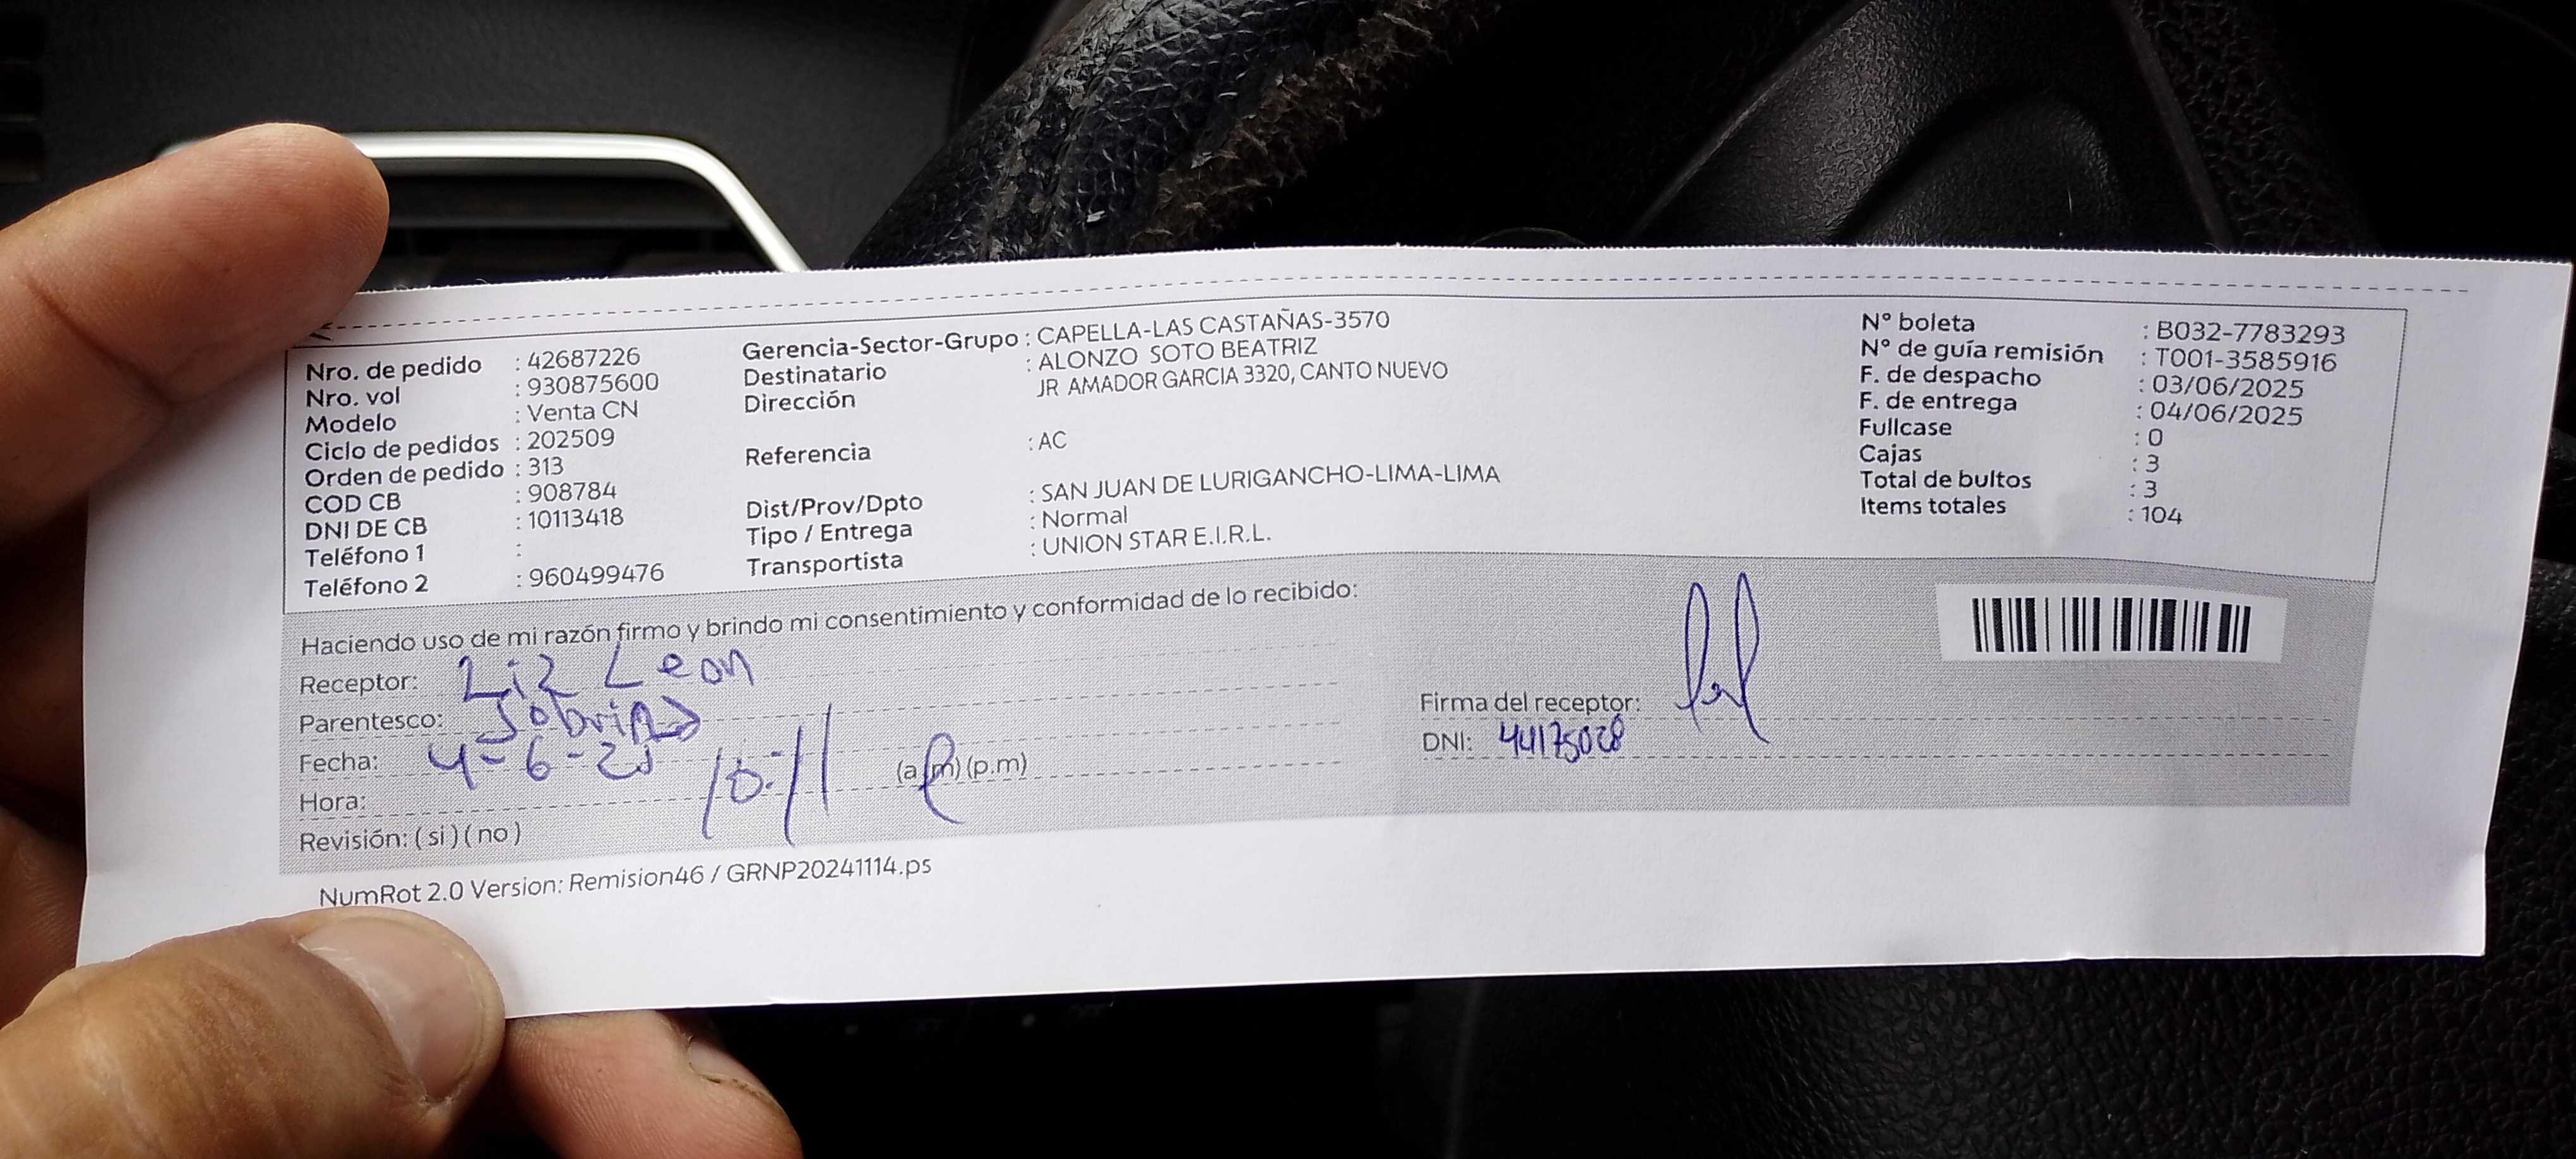 Nro. de pedido : 42687226
Nro. vol : 930875600
Modelo : Venta CN
Ciclo de pedidos : 202509
Orden de pedido : 313
COD CB : 908784
DNI DE CB : 10113418
Teléfono 1 :
Teléfono 2 : 960499476
Gerencia-Sector-Grupo : CAPELLA-LAS CASTAÑAS-3570
Destinatario : ALONZO SOTO BEATRIZ
Dirección JR AMADOR GARCIA 3320, CANTO NUEVO
Referencia : AC
Dist/Prov/Dpto : SAN JUAN DE LURIGANCHO-LIMA-LIMA
Tipo / Entrega : Normal
Transportista : UNION STAR E.I.R.L.
N° boleta : B032-7783293
N° de guía remisión : T001-3585916
F. de despacho : 03/06/2025
F. de entrega : 04/06/2025
Fullcase : 0
Cajas : 3
Total de bultos : 3
Items totales : 104
Haciendo uso de mi razón firmo y brindo mi consentimiento y conformidad de lo recibido:
Receptor: Liz Leon
Parentesco: Sobrina
Fecha: 4-6-25
Hora: 10:11 (a.m) (p.m)
Revisión: ( si ) ( no )
Firma del receptor:
DNI: 44175028
NumRot 2.0 Version: Remision46 / GRNP20241114.ps